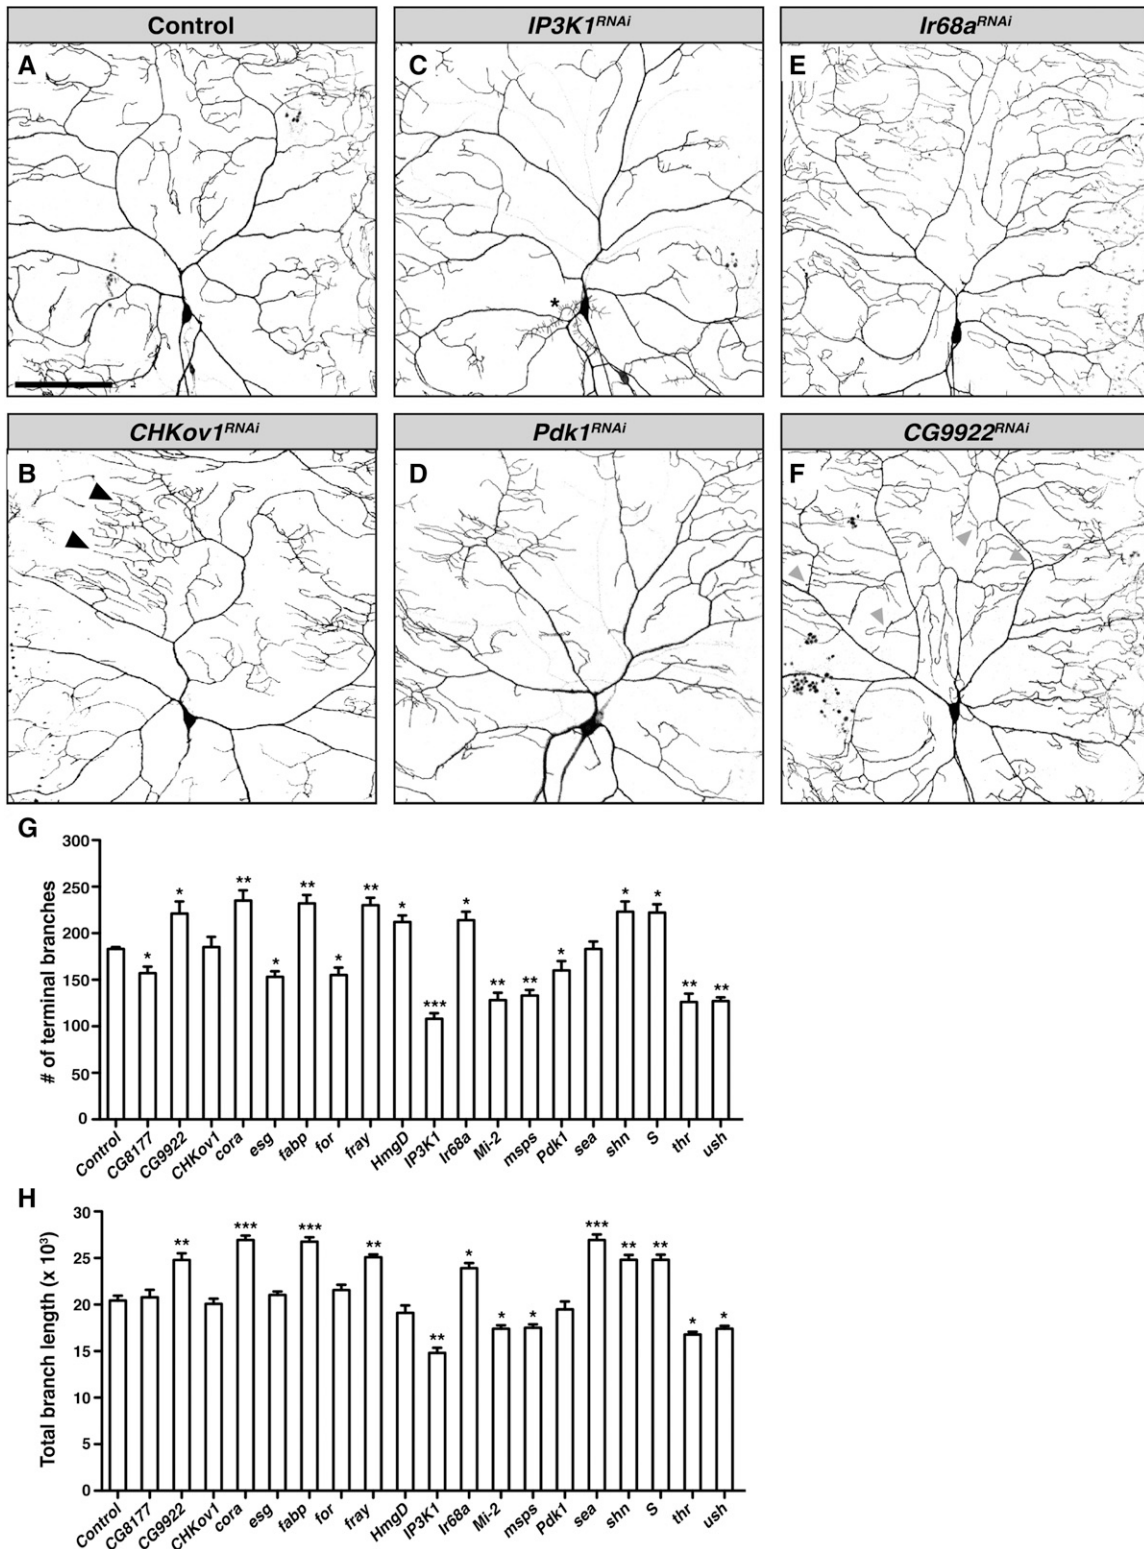 Control
IP3K1RNAi
Ir68aRNAi
A
C
*
E
CHKov1RNAi
Pdk1RNAi
CG9922RNAi
B
D
F
G
# of terminal branches
300
250
200
150
100
50
0
* * ** * ** * ** * *** * ** ** * * * ** **
Control CG8177 CG9922 CHKov1 cora esg fabp for fray HmgD IP3K1 Ir68a Mi-2 msps Pdk1 sea shn S thr ush
H
Total branch length (x 10³)
30
25
20
15
10
5
0
** *** *** ** ** * * * *** ** ** * *
Control CG8177 CG9922 CHKov1 cora esg fabp for fray HmgD IP3K1 Ir68a Mi-2 msps Pdk1 sea shn S thr ush